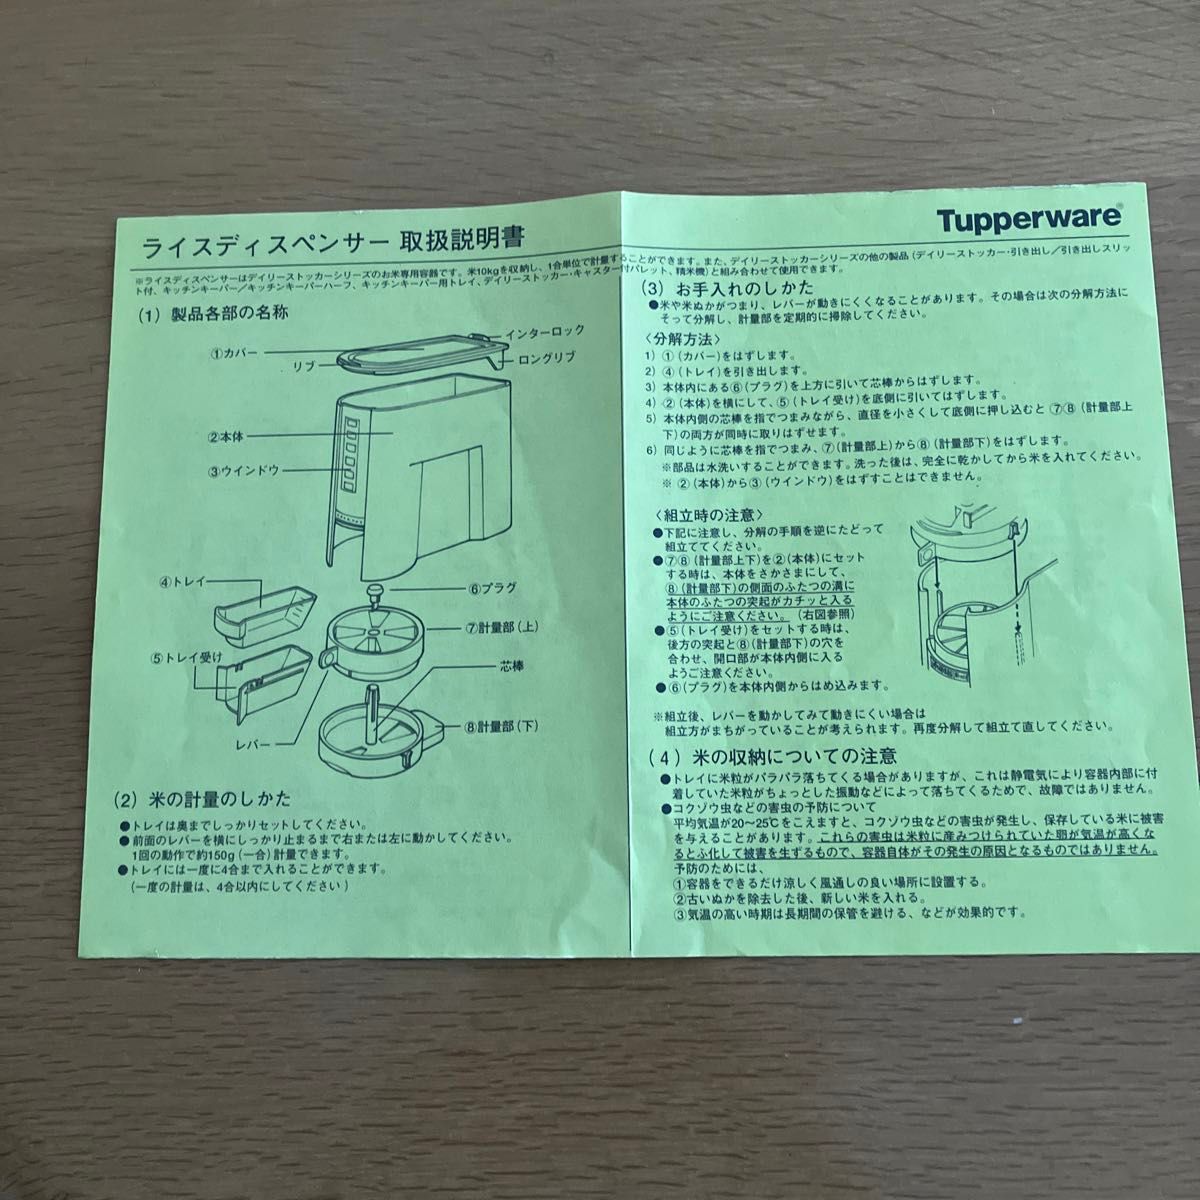 ライスディスペンサー 取扱説明書
Tupperware®
※ライスディスペンサーはデイリーストッカーシリーズのお米専用容器です。米10kgを収納し、1合単位で計量することができます。また、デイリーストッカーシリーズの他の製品(デイリーストッカー・引き出し/引き出しスリット付、キッチンキーパー/キッチンキーパーハーフ、キッチンキーパー用トレイ、デイリーストッカー・キャスター付パレット、精米機)と組み合わせて使用できます。
(1) 製品各部の名称
①カバー
リブ
インターロック
ロングリブ
②本体
③ウインドウ
④トレイ
⑤トレイ受け
⑥プラグ
⑦計量部(上)
芯棒
レバー
⑧計量部(下)
(2) 米の計量のしかた
●トレイは奥までしっかりセットしてください。
●前面のレバーを横にしっかり止まるまで右または左に動かしてください。
1回の動作で約150g(一合)計量できます。
●トレイには一度に4合まで入れることができます。
(一度の計量は、4合以内にしてください)
(3) お手入れのしかた
●米や米ぬかがつまり、レバーが動きにくくなることがあります。その場合は次の分解方法に
そって分解し、計量部を定期的に掃除してください。
〈分解方法〉
1) ①(カバー)をはずします。
2) ④(トレイ)を引き出します。
3) 本体内にある⑥(プラグ)を上方に引いて芯棒からはずします。
4) ②(本体)を横にして、⑤(トレイ受け)を底側に引いてはずします。
5) 本体内側の芯棒を指でつまみながら、直径を小さくして底側に押し込むと ⑦⑧(計量部上
下)の両方が同時に取りはずせます。
6) 同じように芯棒を指でつまみ、⑦(計量部上)から⑧(計量部下)をはずします。
※部品は水洗いすることができます。洗った後は、完全に乾かしてから米を入れてください。
※ ②(本体)から③(ウインドウ)をはずすことはできません。
〈組立時の注意〉
●下記に注意し、分解の手順を逆にたどって
組立ててください。
●⑦⑧(計量部上下)を②(本体)にセット
する時は、本体をさかさまにして、
⑧(計量部下)の側面のふたつの溝に
本体のふたつの突起がカチッと入る
ようにご注意ください。(右図参照)
●⑤(トレイ受け)をセットする時は、
後方の突起と⑧(計量部下)の穴を
合わせ、開口部が本体内側に入る
ようご注意ください。
●⑥(プラグ)を本体内側からはめ込みます。
※組立後、レバーを動かしてみて動きにくい場合は
組立方がまちがっていることが考えられます。再度分解して組立て直してください。
(4) 米の収納についての注意
●トレイに米粒がパラパラ落ちてくる場合がありますが、これは静電気により容器内部に付
着していた米粒がちょっとした振動などによって落ちてくるためで、故障ではありません。
●コクゾウ虫などの害虫の予防について
平均気温が20〜25℃をこえますと、コクゾウ虫などの害虫が発生し、保存している米に被害
を与えることがあります。これらの害虫は米粒に産みつけられていた卵が気温が高くな
るとふ化して被害を生ずるもので、容器自体がその発生の原因となるものではありません。
予防のためには、
①容器をできるだけ涼しく風通しの良い場所に設置する。
②古いぬかを除去した後、新しい米を入れる。
③気温の高い時期は長期間の保管を避ける、などが効果的です。